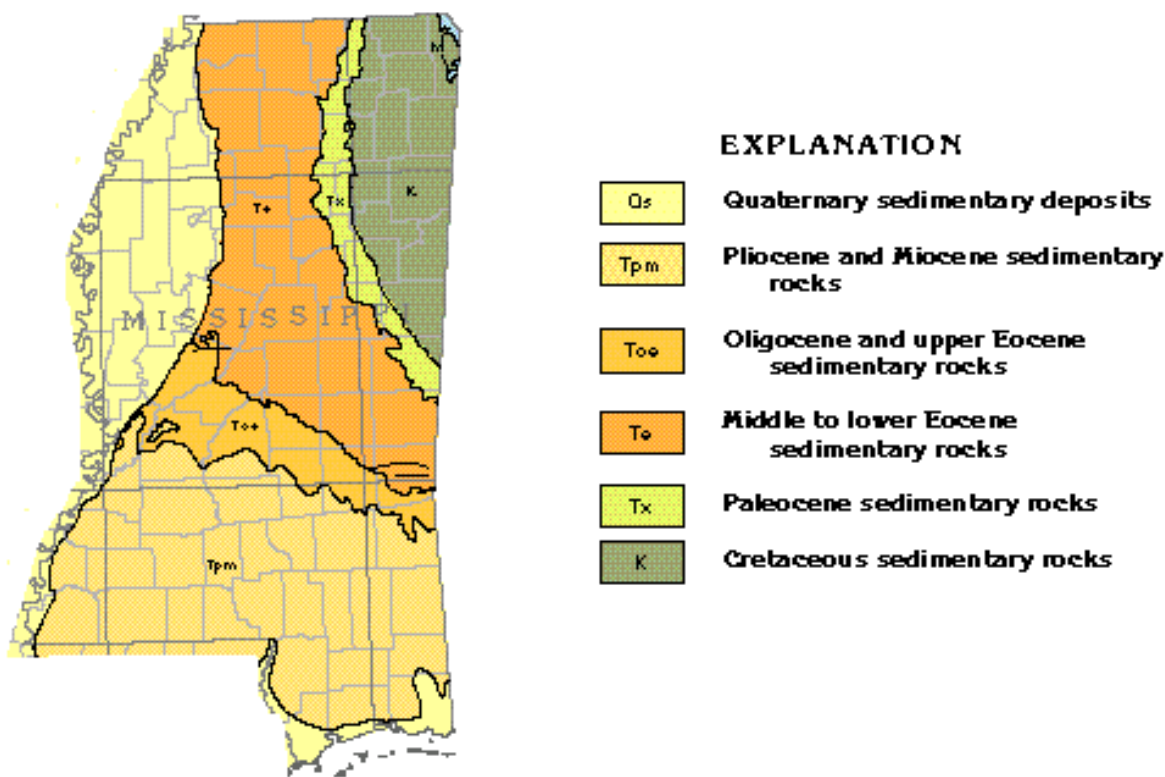 M
K
Te
Tx
MISSISSIPPI
Toe
Tpm
EXPLANATION
Qs Quaternary sedimentary deposits
Tpm Pliocene and Miocene sedimentary
rocks
Toe Oligocene and upper Eocene
sedimentary rocks
Te Middle to lower Eocene
sedimentary rocks
Tx Paleocene sedimentary rocks
K Cretaceous sedimentary rocks